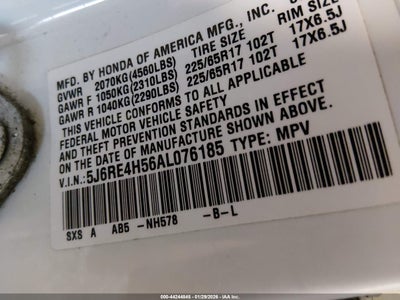 MFD. BY HONDA OF AMERICA MFG., INC.
GVWR 2070KG(4560LBS) TIRE SIZE RIM SIZE
GAWR F 1050KG(2310LBS) 225/65R17 102T 17X6.5J
GAWR R 1040KG(2290LBS) 225/65R17 102T 17X6.5J
THIS VEHICLE CONFORMS TO ALL APPLICABLE
FEDERAL MOTOR VEHICLE SAFETY
AND THEFT PREVENTION STANDARDS IN EFFECT
ON THE DATE OF MANUFACTURE SHOWN ABOVE.
V.I.N.: 5J6RE4H56AL076185 TYPE: MPV
SXS A AB5 -NH578 -B-L
000-44244045 - 01/29/2026 - IAA, Inc.